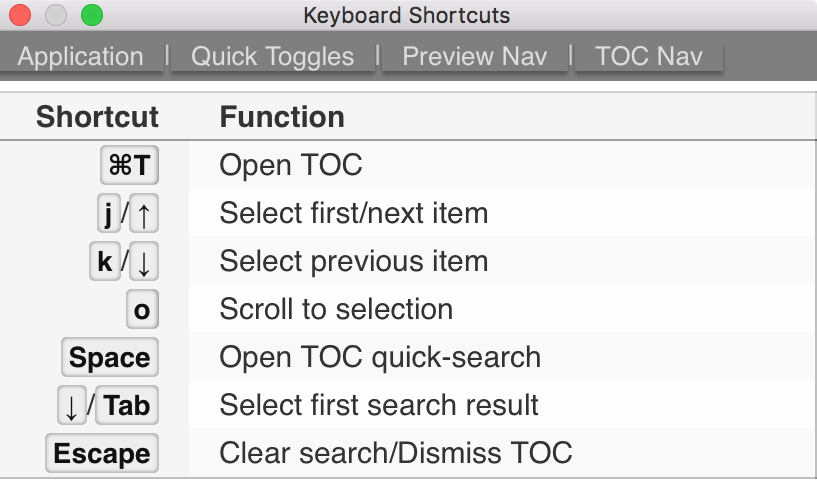 Keyboard Shortcuts
Application | Quick Toggles | Preview Nav | TOC Nav
Shortcut Function
⌘T Open TOC
j/↑ Select first/next item
k/↓ Select previous item
o Scroll to selection
Space Open TOC quick-search
↓/Tab Select first search result
Escape Clear search/Dismiss TOC